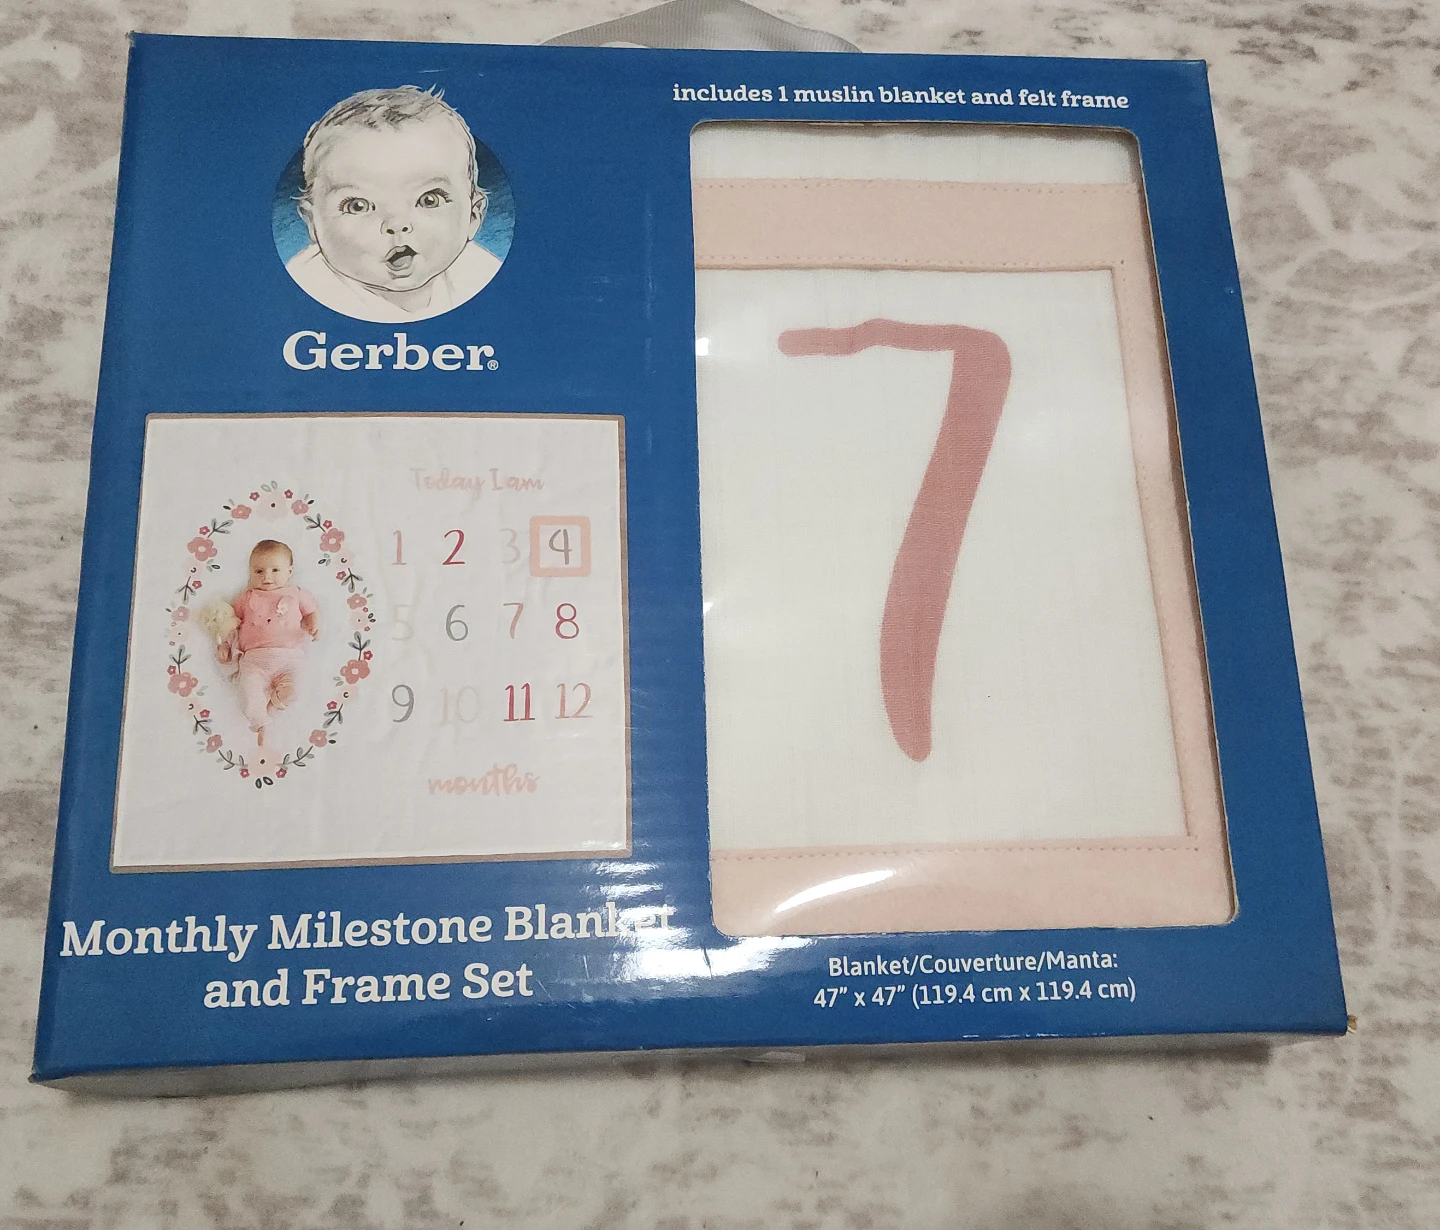 includes 1 muslin blanket and felt frame
Gerber®
7
Today I am
1 2 3 4
5 6 7 8
9 10 11 12
months
Monthly Milestone Blanket
and Frame Set
Blanket/Couverture/Manta:
47" x 47" (119.4 cm x 119.4 cm)